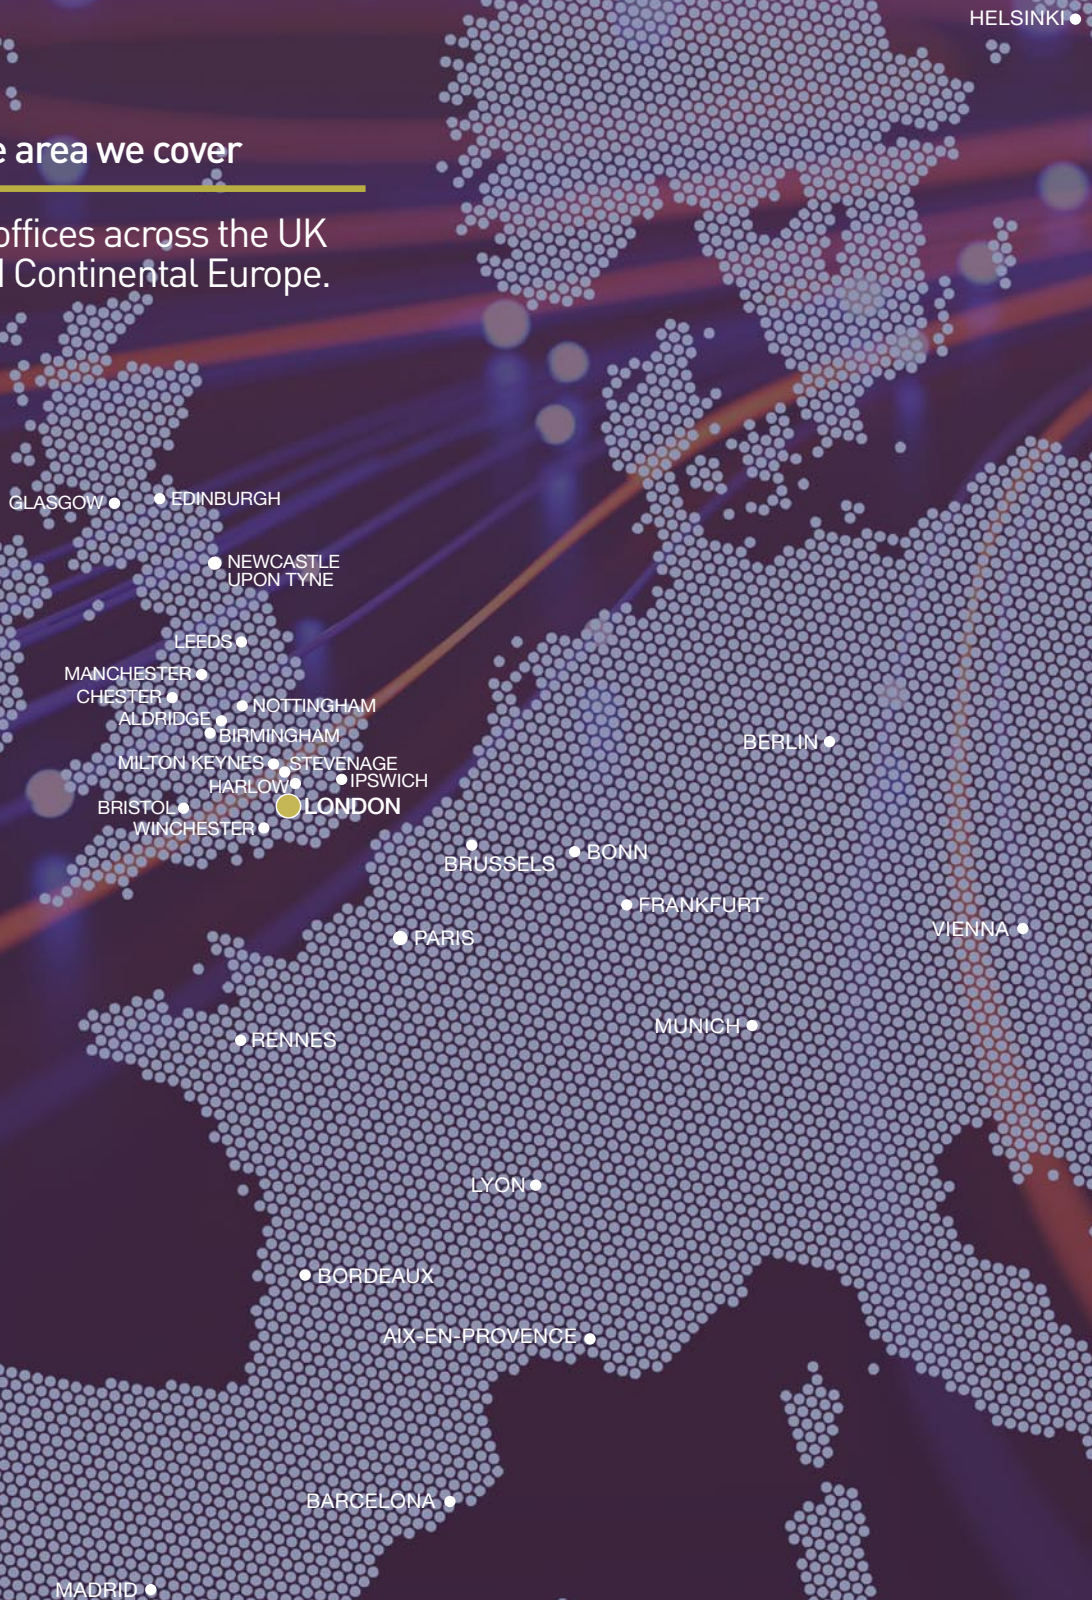 HELSINKI
area we cover
offices across the UK
Continental Europe.
GLASGOW
EDINBURGH
NEWCASTLE
UPON TYNE
LEEDS
MANCHESTER
CHESTER
NOTTINGHAM
ALDRIDGE
BIRMINGHAM
MILTON KEYNES
STEVENAGE
HARLOW
IPSWICH
BRISTOL
LONDON
WINCHESTER
BERLIN
BRUSSELS
BONN
FRANKFURT
PARIS
VIENNA
MUNICH
RENNES
LYON
BORDEAUX
AIX-EN-PROVENCE
BARCELONA
MADRID